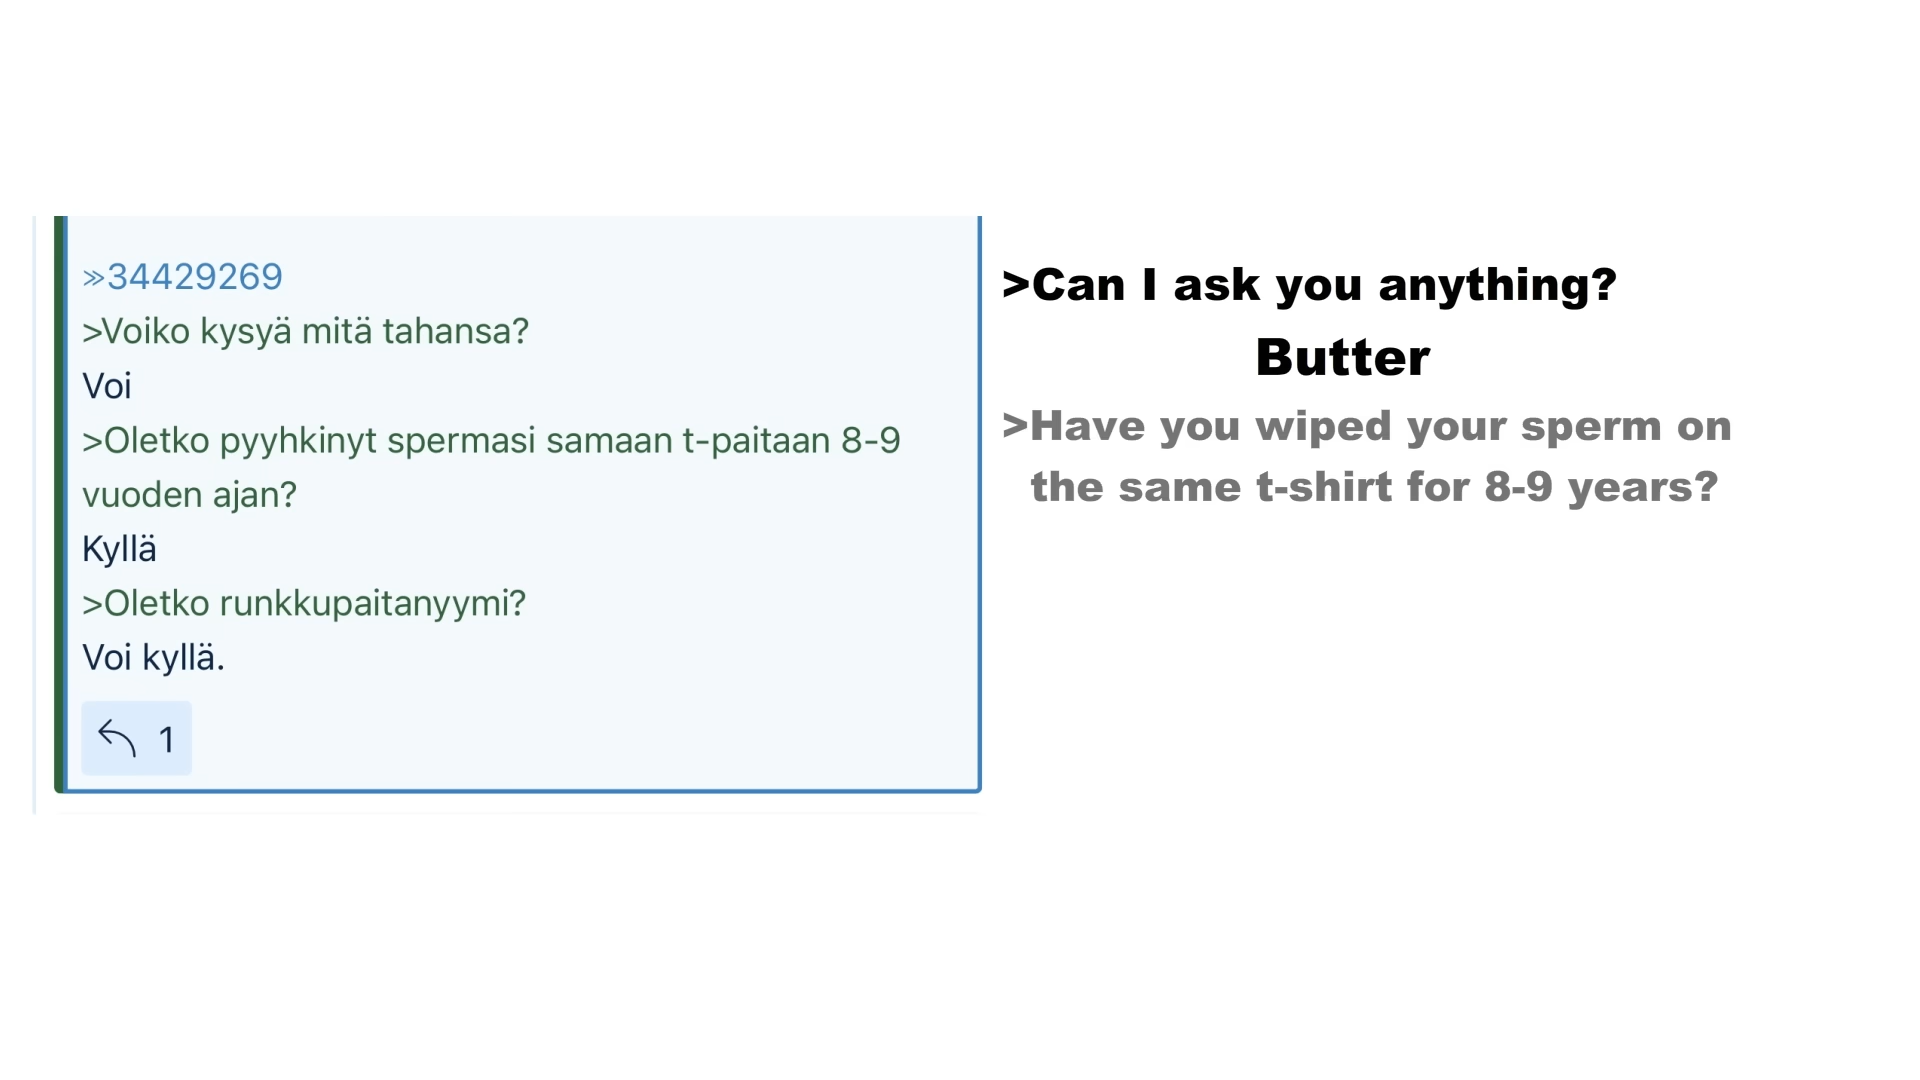 »34429269
>Voiko kysyä mitä tahansa?
Voi
>Oletko pyyhkinyt spermasi samaan t-paitaan 8-9
vuoden ajan?
Kyllä
>Oletko runkkupaitanyymi?
Voi kyllä.
1
>Can I ask you anything?
Butter
>Have you wiped your sperm on
the same t-shirt for 8-9 years?